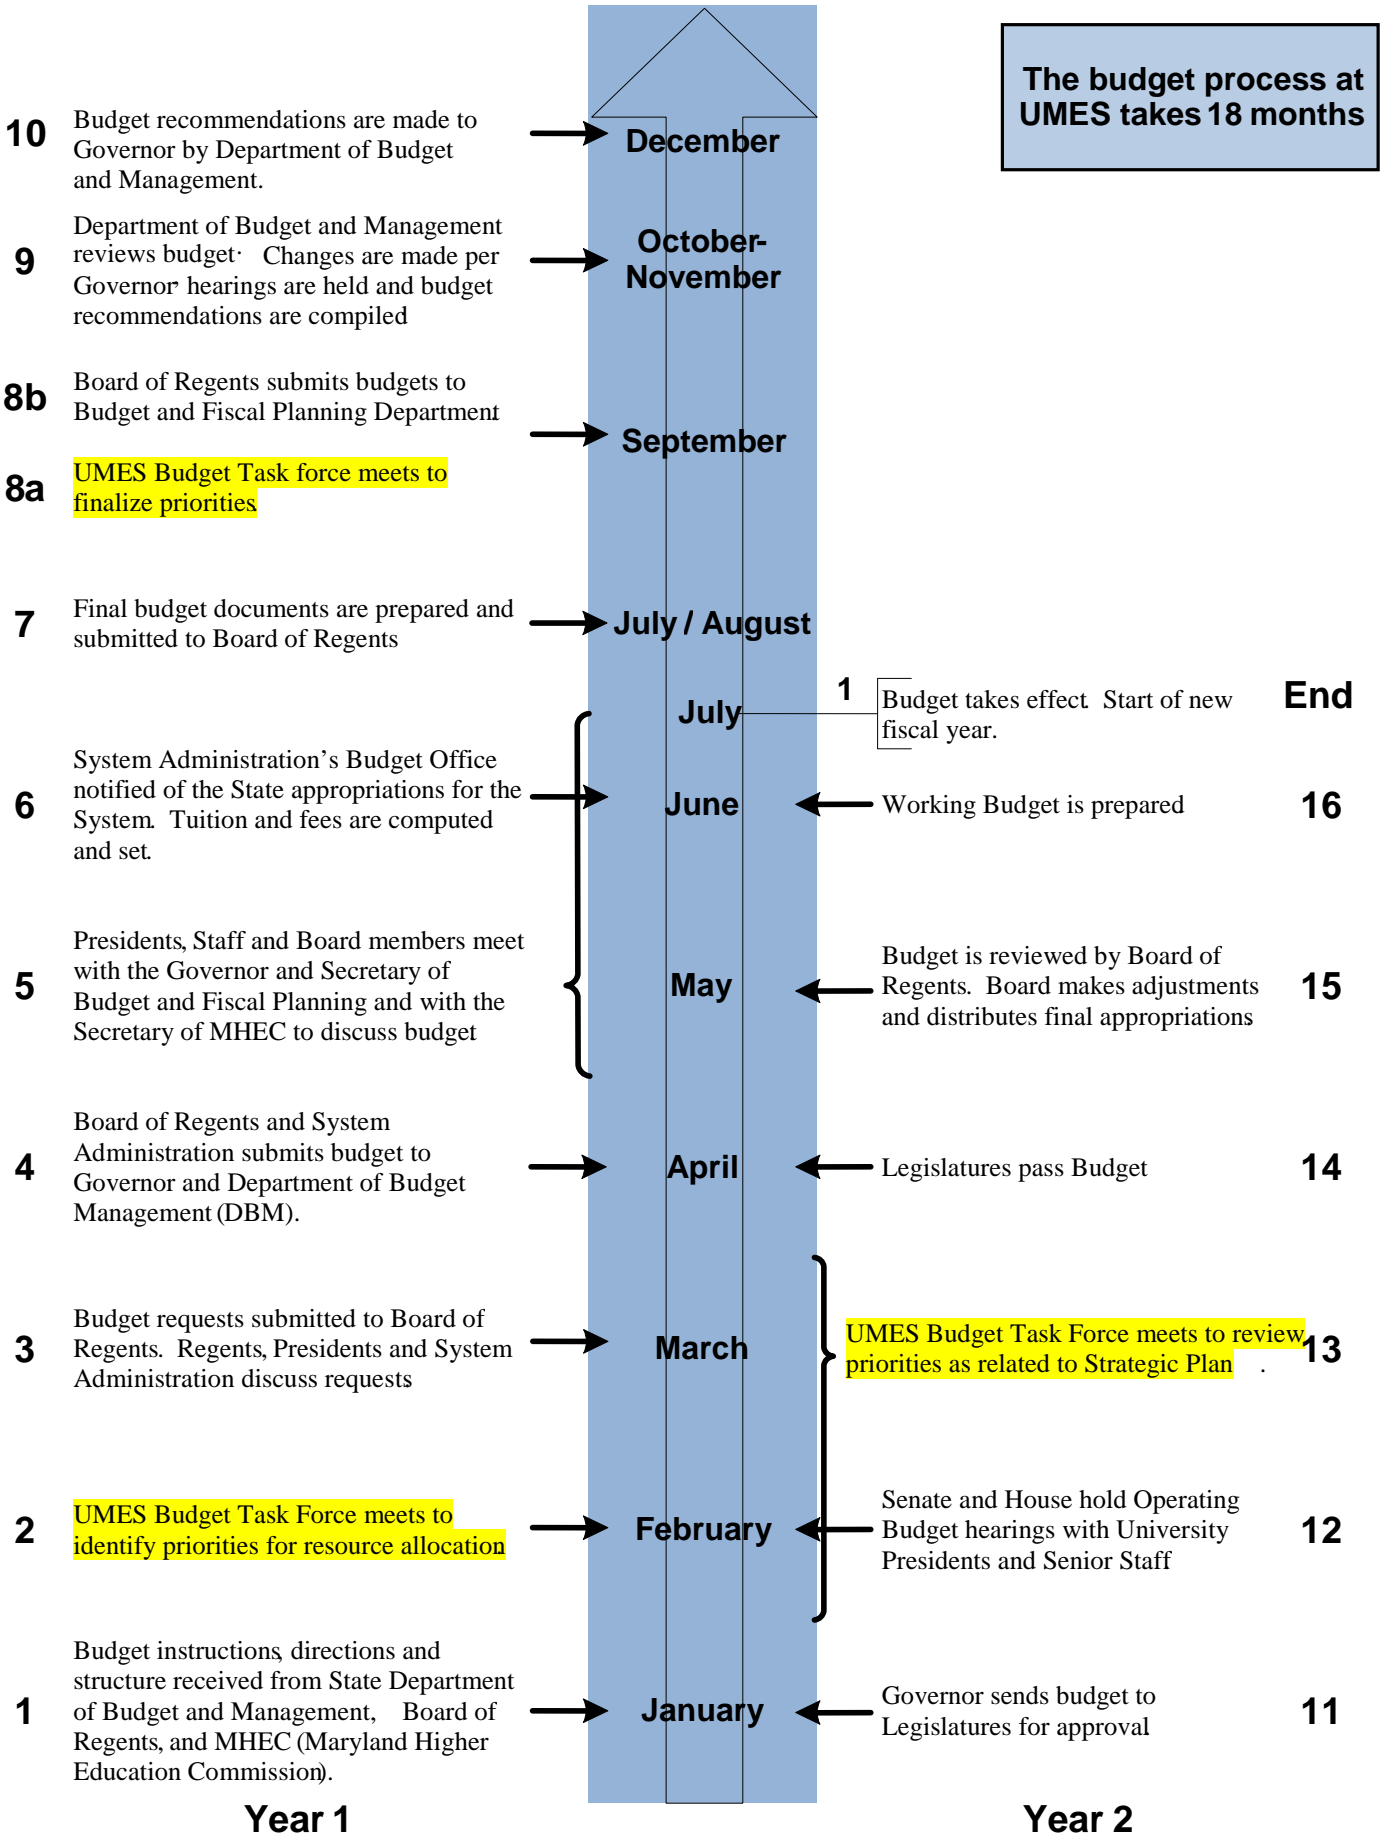 The budget process at
UMES takes 18 months
10
Budget recommendations are made to
Governor by Department of Budget
and Management.
December
9
Department of Budget and Management
reviews budget· Changes are made per
Governor· hearings are held and budget
recommendations are compiled
October-
November
8b
Board of Regents submits budgets to
Budget and Fiscal Planning Department.
September
8a
UMES Budget Task force meets to
finalize priorities.
7
Final budget documents are prepared and
submitted to Board of Regents
July / August
July
1
Budget takes effect. Start of new
fiscal year.
End
6
System Administration’s Budget Office
notified of the State appropriations for the
System. Tuition and fees are computed
and set.
June
Working Budget is prepared
16
5
Presidents, Staff and Board members meet
with the Governor and Secretary of
Budget and Fiscal Planning and with the
Secretary of MHEC to discuss budget.
May
Budget is reviewed by Board of
Regents. Board makes adjustments
and distributes final appropriations.
15
4
Board of Regents and System
Administration submits budget to
Governor and Department of Budget
Management (DBM).
April
Legislatures pass Budget
14
3
Budget requests submitted to Board of
Regents. Regents, Presidents and System
Administration discuss requests.
March
UMES Budget Task Force meets to review
priorities as related to Strategic Plan .
13
2
UMES Budget Task Force meets to
identify priorities for resource allocation.
February
Senate and House hold Operating
Budget hearings with University
Presidents and Senior Staff
12
1
Budget instructions, directions and
structure received from State Department
of Budget and Management, Board of
Regents, and MHEC (Maryland Higher
Education Commission).
January
Governor sends budget to
Legislatures for approval.
11
Year 1
Year 2